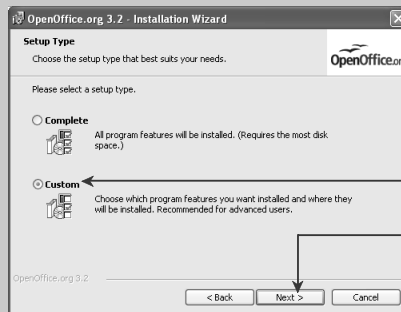 OpenOffice.org 3.2 - Installation Wizard
Setup Type
Choose the setup type that best suits your needs.
OpenOffice.or
Please select a setup type.
Complete
All program features will be installed. (Requires the most disk
space.)
Custom
Choose which program features you want installed and where they
will be installed. Recommended for advanced users.
OpenOffice.org 3.2
< Back
Next >
Cancel